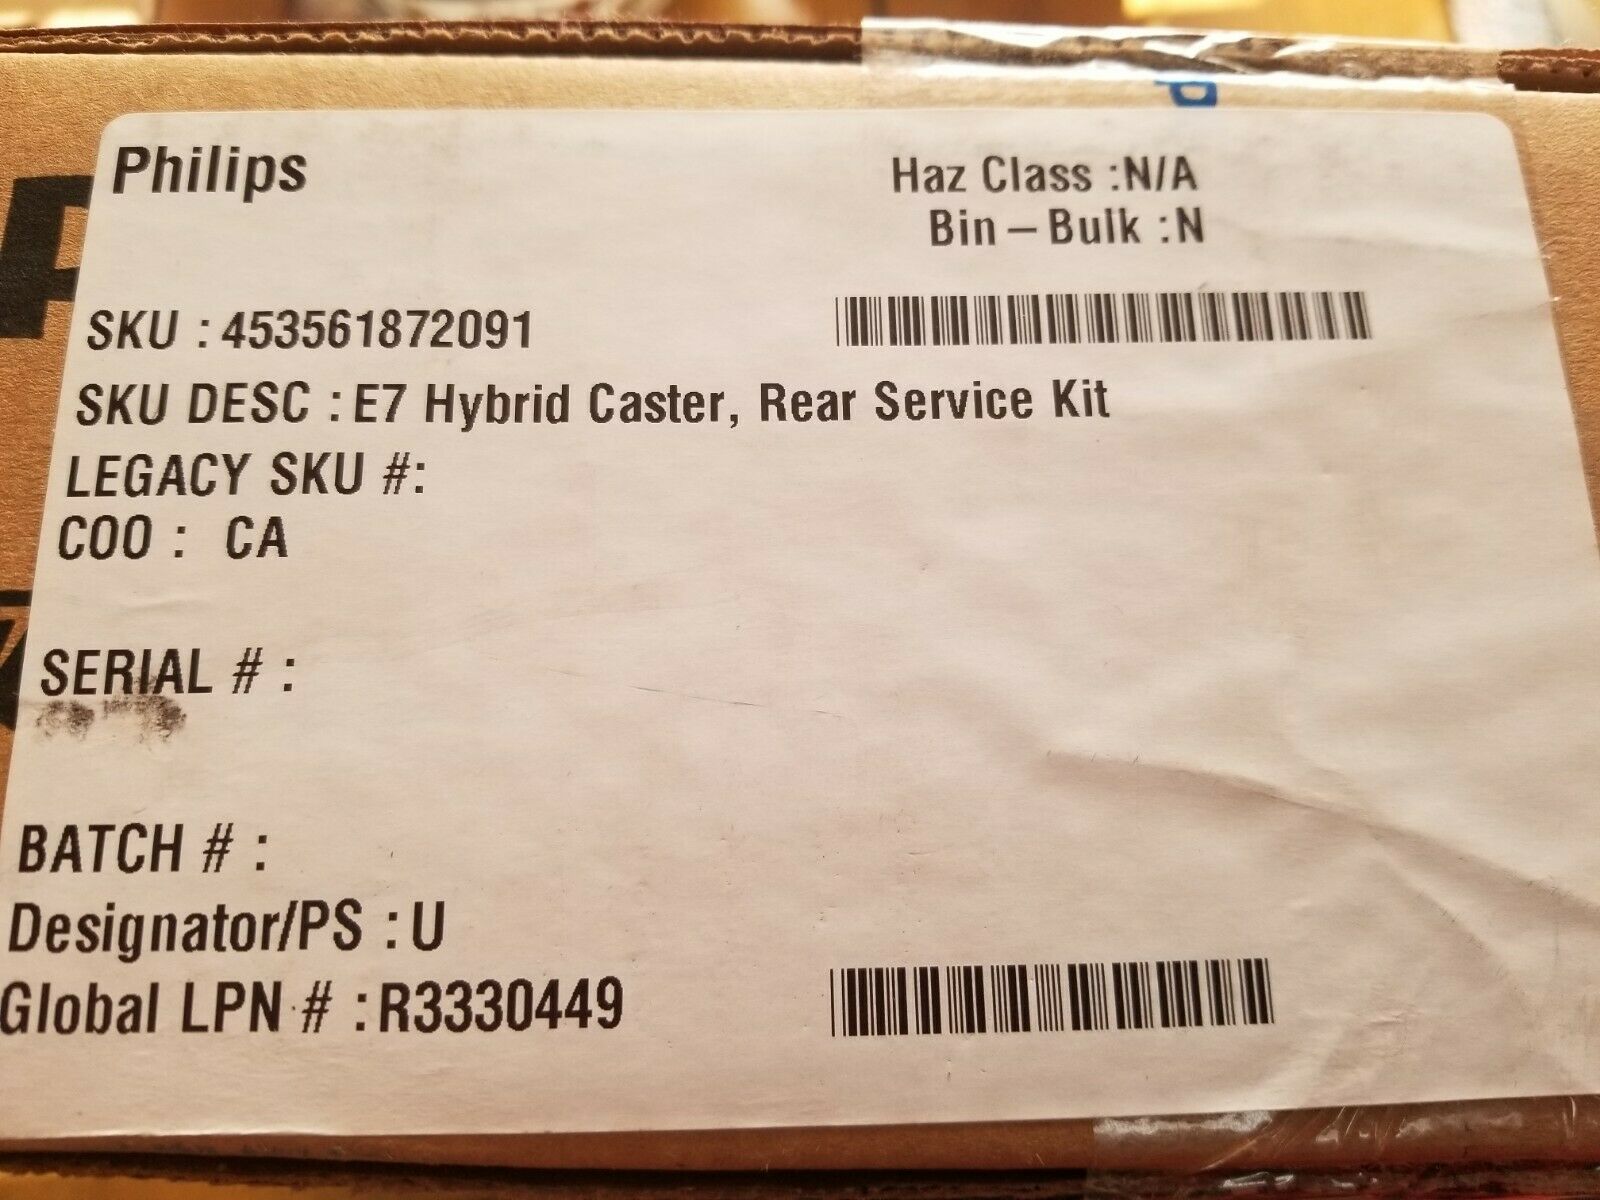 Philips
Haz Class :N/A
Bin – Bulk :N
SKU : 453561872091
SKU DESC : E7 Hybrid Caster, Rear Service Kit
LEGACY SKU #:
COO : CA
SERIAL # :
BATCH # :
Designator/PS : U
Global LPN # : R3330449